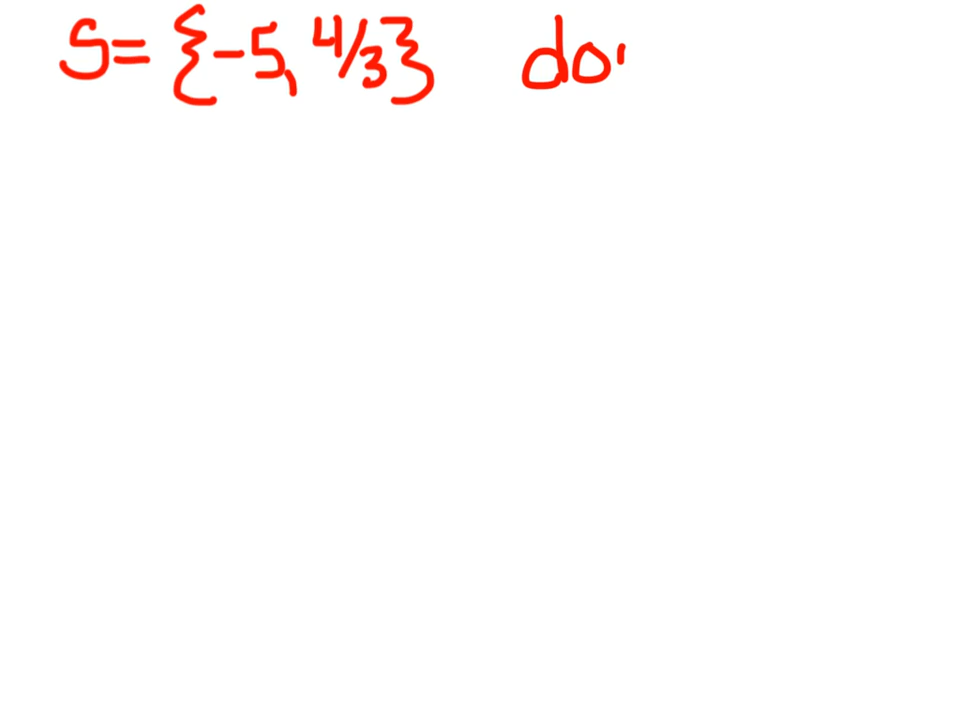 S= {-5, 4/3} do